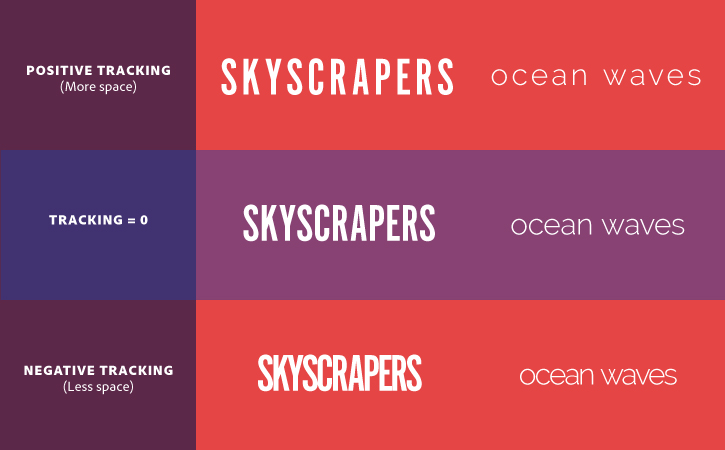 POSITIVE TRACKING
(More space)
SKYSCRAPERS
ocean waves
TRACKING = 0
SKYSCRAPERS
ocean waves
NEGATIVE TRACKING
(Less space)
SKYSCRAPERS
ocean waves